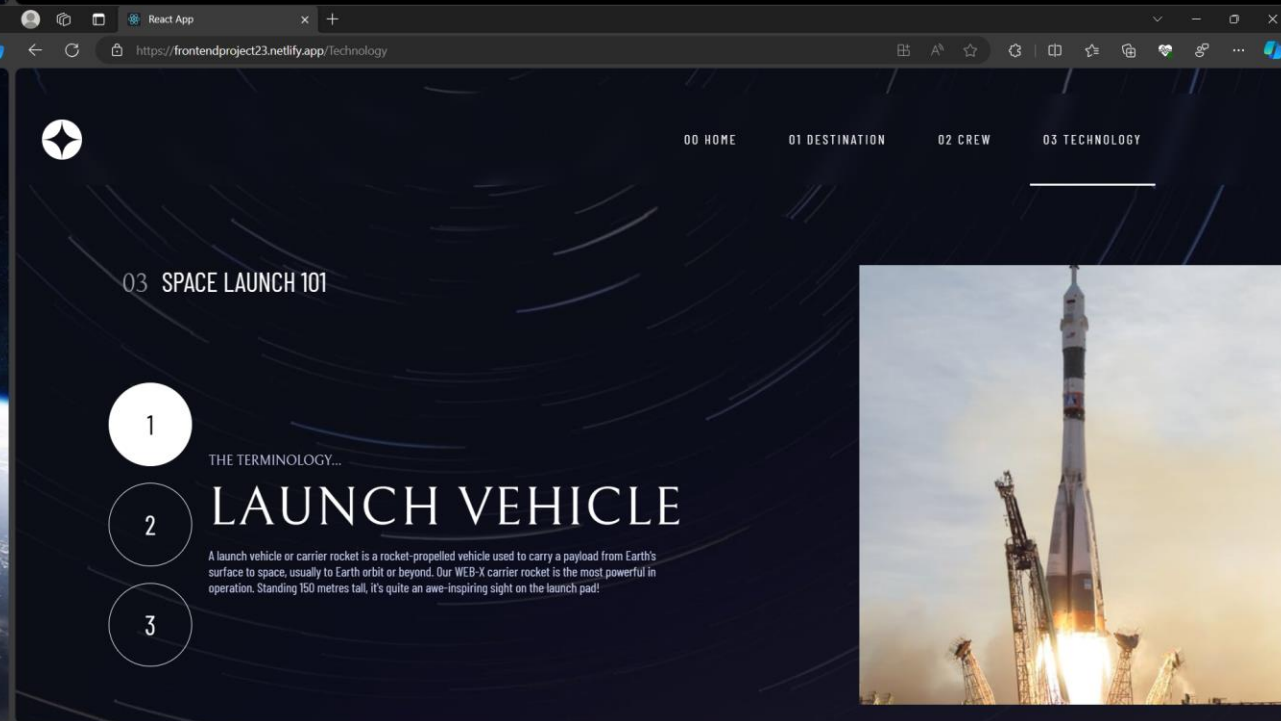 React App
https://frontendproject23.netlify.app/Technology
00 HOME 01 DESTINATION 02 CREW 03 TECHNOLOGY
03 SPACE LAUNCH 101
1
THE TERMINOLOGY...
LAUNCH VEHICLE
2
A launch vehicle or carrier rocket is a rocket-propelled vehicle used to carry a payload from Earth's
surface to space, usually to Earth orbit or beyond. Our WEB-X carrier rocket is the most powerful in
operation. Standing 150 metres tall, it's quite an awe-inspiring sight on the launch pad!
3